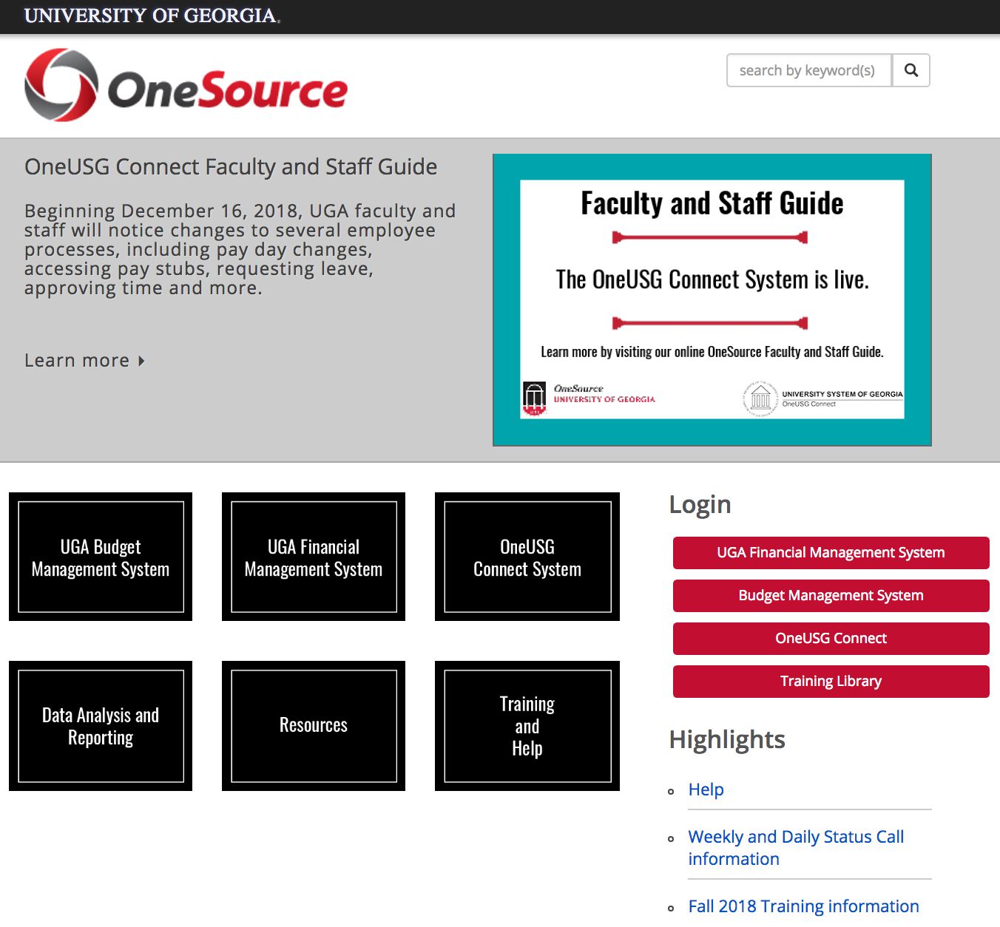 UNIVERSITY OF GEORGIA®
OneSource
search by keyword(s)
OneUSG Connect Faculty and Staff Guide
Beginning December 16, 2018, UGA faculty and
staff will notice changes to several employee
processes, including pay day changes,
accessing pay stubs, requesting leave,
approving time and more.
Learn more
Faculty and Staff Guide
The OneUSG Connect System is live.
Learn more by visiting our online OneSource Faculty and Staff Guide.
OneSource
UNIVERSITY OF GEORGIA
UNIVERSITY SYSTEM OF GEORGIA
OneUSG Connect
UGA Budget
Management System
UGA Financial
Management System
OneUSG
Connect System
Data Analysis and
Reporting
Resources
Training
and
Help
Login
UGA Financial Management System
Budget Management System
OneUSG Connect
Training Library
Highlights
Help
Weekly and Daily Status Call
information
Fall 2018 Training information